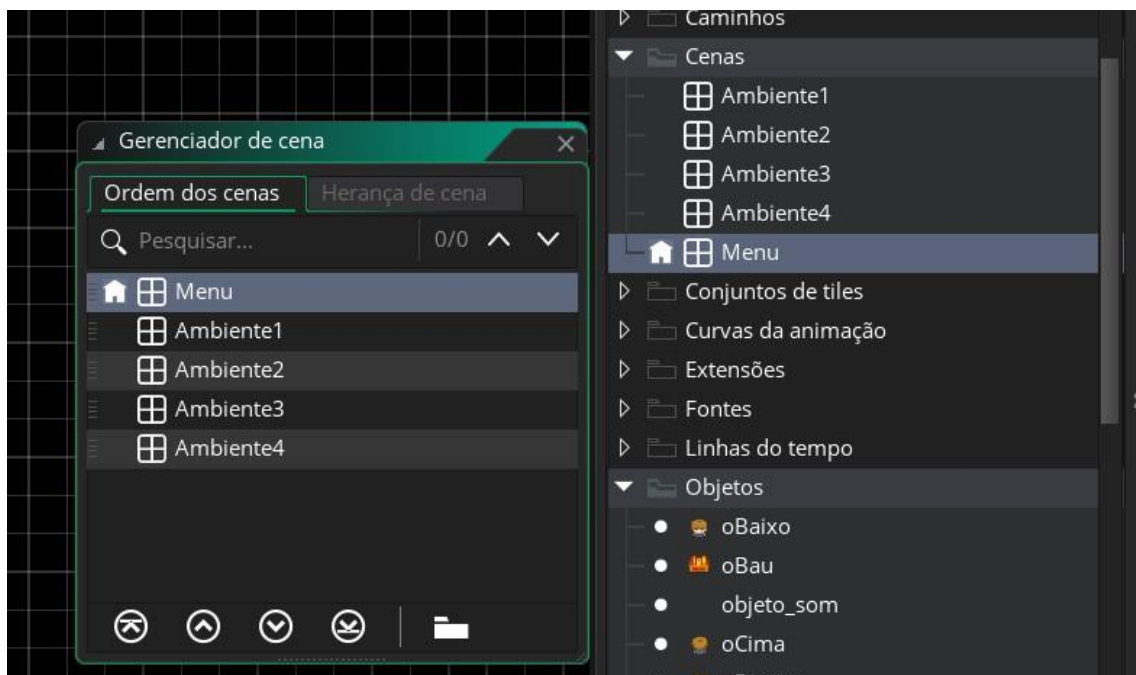 Gerenciador de cena
Ordem dos cenas
Herança de cena
Pesquisar...
0/0
Menu
Ambiente1
Ambiente2
Ambiente3
Ambiente4
Caminhos
Cenas
Ambiente1
Ambiente2
Ambiente3
Ambiente4
Menu
Conjuntos de tiles
Curvas da animação
Extensões
Fontes
Linhas do tempo
Objetos
oBaixo
oBau
objeto_som
oCima